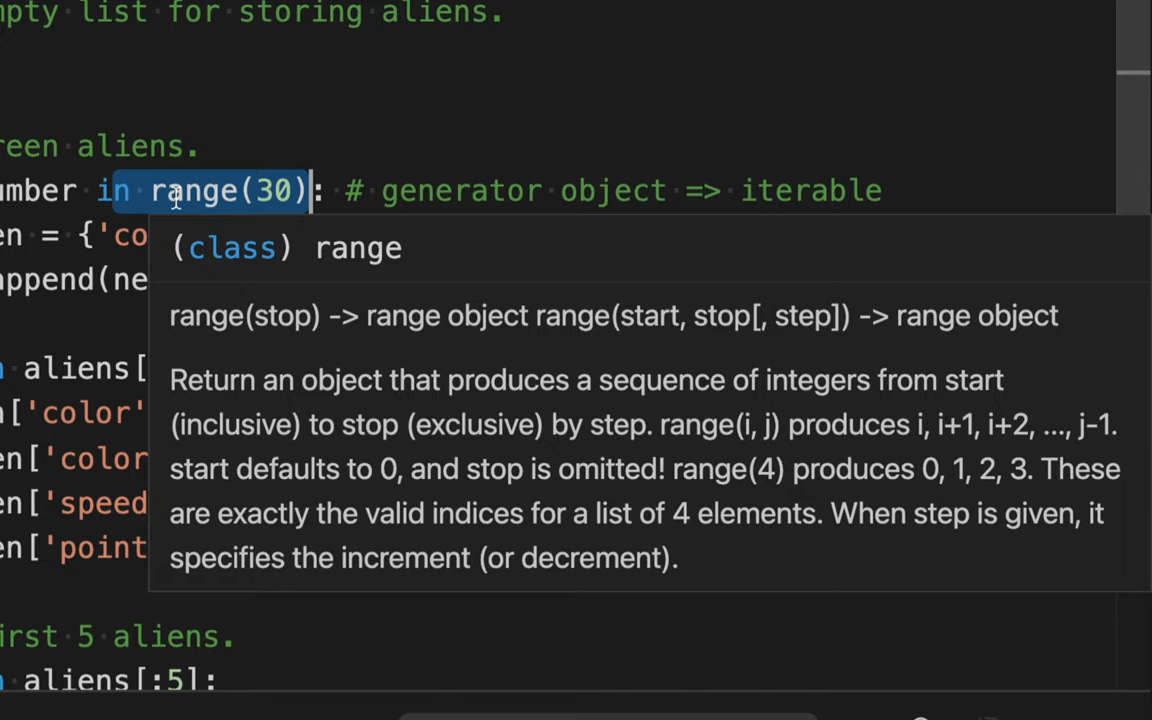 mpty list for storing aliens.
reen aliens.
umber in range(30): # generator object => iterable
en = {'co
append(ne
(class) range
range(stop) -> range object range(start, stop[, step]) -> range object
Return an object that produces a sequence of integers from start
(inclusive) to stop (exclusive) by step. range(i, j) produces i, i+1, i+2, ..., j-1.
start defaults to 0, and stop is omitted! range(4) produces 0, 1, 2, 3. These
are exactly the valid indices for a list of 4 elements. When step is given, it
specifies the increment (or decrement).
n aliens[
n['color'
en['color
en['speed
en['point
irst 5 aliens.
n aliens[:5]: